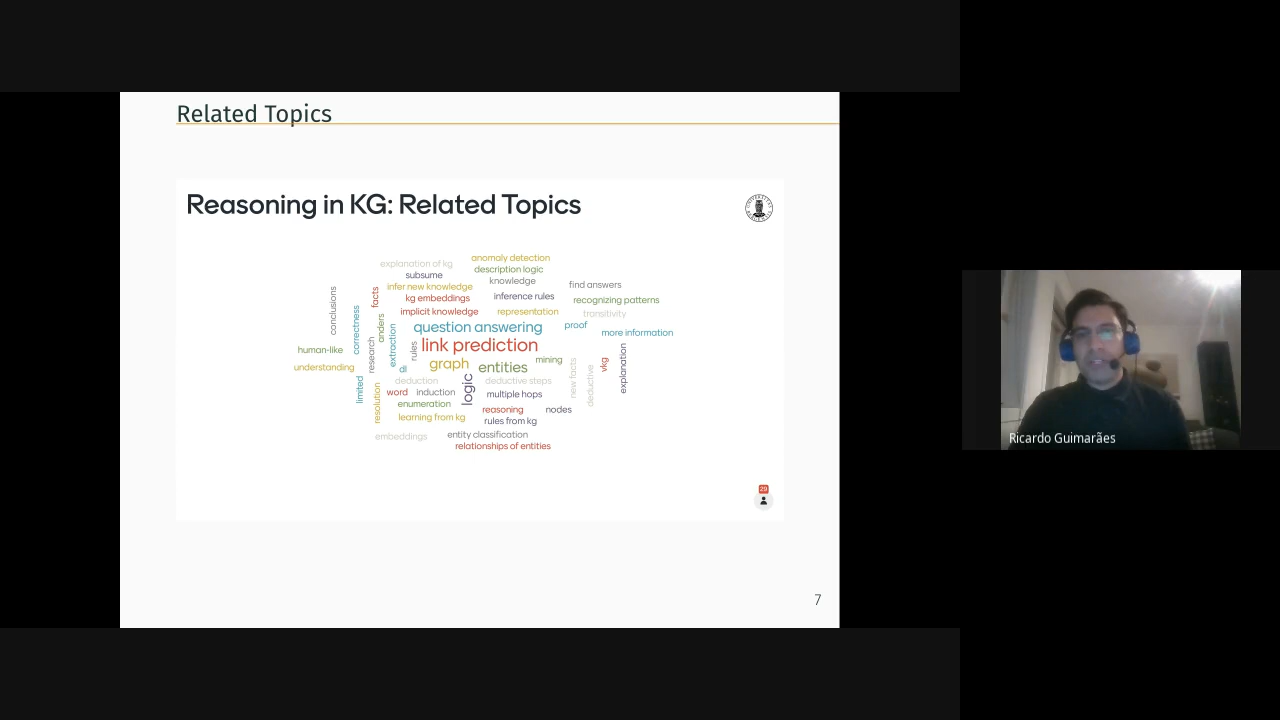 Related Topics
Reasoning in KG: Related Topics
anomaly detection
explanation of kg
description logic
subsume
knowledge
infer new knowledge
find answers
facts
kg embeddings
inference rules
recognizing patterns
conclusions
implicit knowledge
representation
transitivity
correctness
anders
question answering
proof
more information
extraction
research
rules
link prediction
human-like
understanding
graph
entities
mining
dl
new facts
deductive
vkg
explanation
limited
resolution
deduction
logic
deductive steps
word
induction
multiple hops
enumeration
learning from kg
reasoning
nodes
rules from kg
embeddings
entity classification
relationships of entities
29
7
Ricardo Guimarães